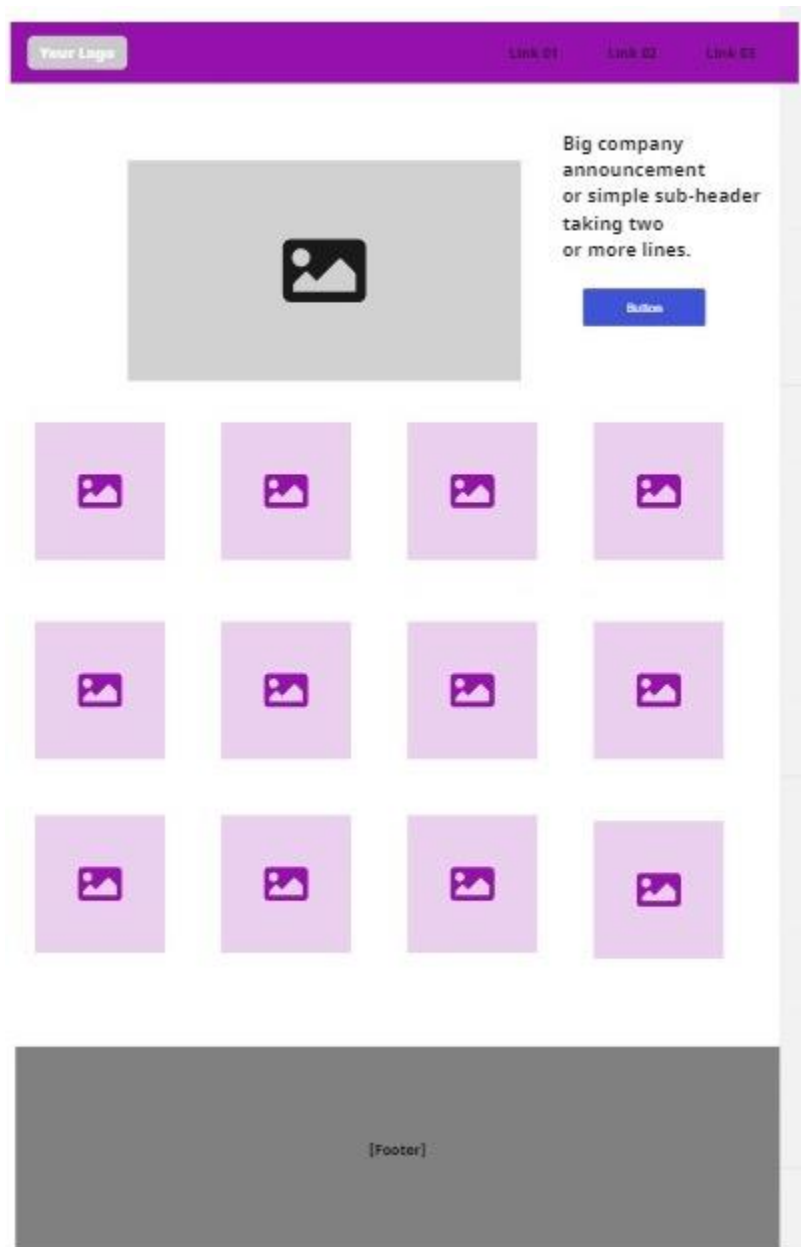 Your Logo
Link 01
Link 02
Link 03
Big company
announcement
or simple sub-header
taking two
or more lines.
Button
[Footer]